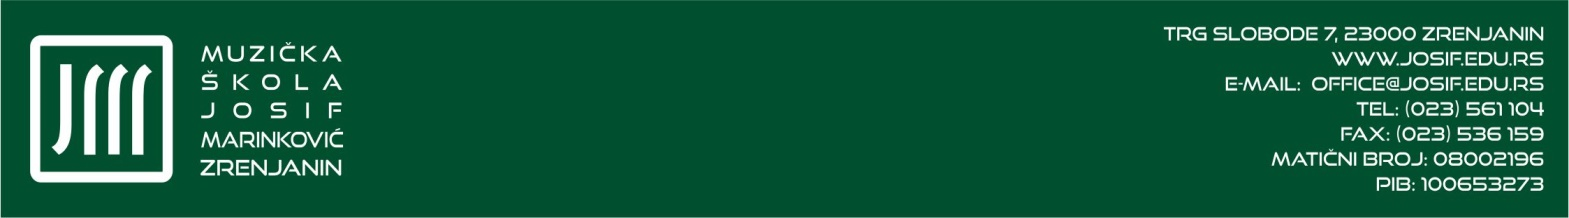 JM
MUZIČKA
ŠKOLA
JOSIF
MARINKOVIĆ
ZRENJANIN
TRG SLOBODE 7, 23000 ZRENJANIN
WWW.JOSIF.EDU.RS
E-MAIL: OFFICE@JOSIF.EDU.RS
TEL: (023) 561 104
FAX: (023) 536 159
MATIČNI BROJ: 08002196
PIB: 100653273